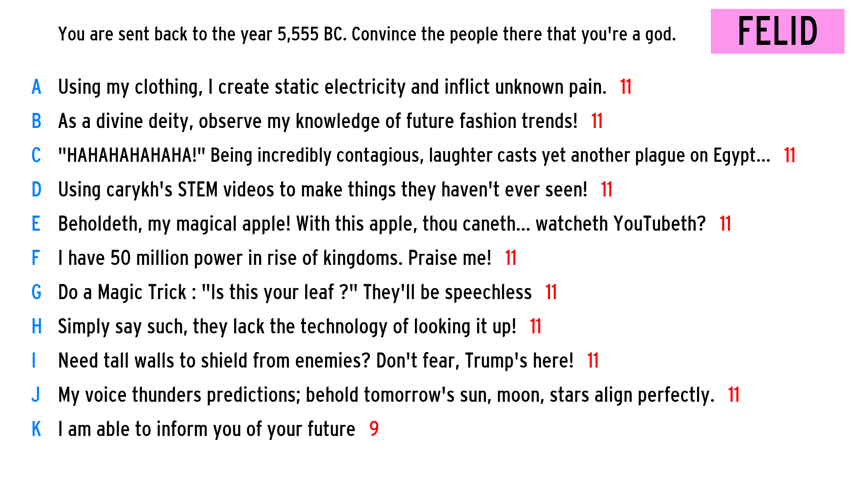 You are sent back to the year 5,555 BC. Convince the people there that you're a god.
FELID
A Using my clothing, I create static electricity and inflict unknown pain. 11
B As a divine deity, observe my knowledge of future fashion trends! 11
C "HAHAHAHAHAHA!" Being incredibly contagious, laughter casts yet another plague on Egypt... 11
D Using carykh's STEM videos to make things they haven't ever seen! 11
E Beholdeth, my magical apple! With this apple, thou caneth... watcheth YouTubeth? 11
F I have 50 million power in rise of kingdoms. Praise me! 11
G Do a Magic Trick : "Is this your leaf ?" They'll be speechless 11
H Simply say such, they lack the technology of looking it up! 11
I Need tall walls to shield from enemies? Don't fear, Trump's here! 11
J My voice thunders predictions; behold tomorrow's sun, moon, stars align perfectly. 11
K I am able to inform you of your future 9